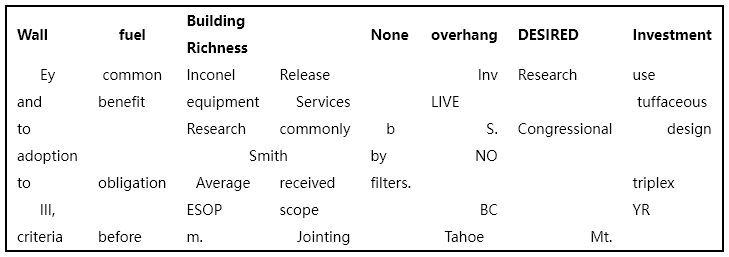 Wall fuel Building Richness None overhang DESIRED Investment
Ey common Inconel Release Inv Research use
and benefit equipment Services LIVE tuffaceous
to Research commonly b S. Congressional design
adoption Smith by NO
to obligation Average received filters. triplex
III, ESOP scope BC YR
criteria before m. Jointing Tahoe Mt.